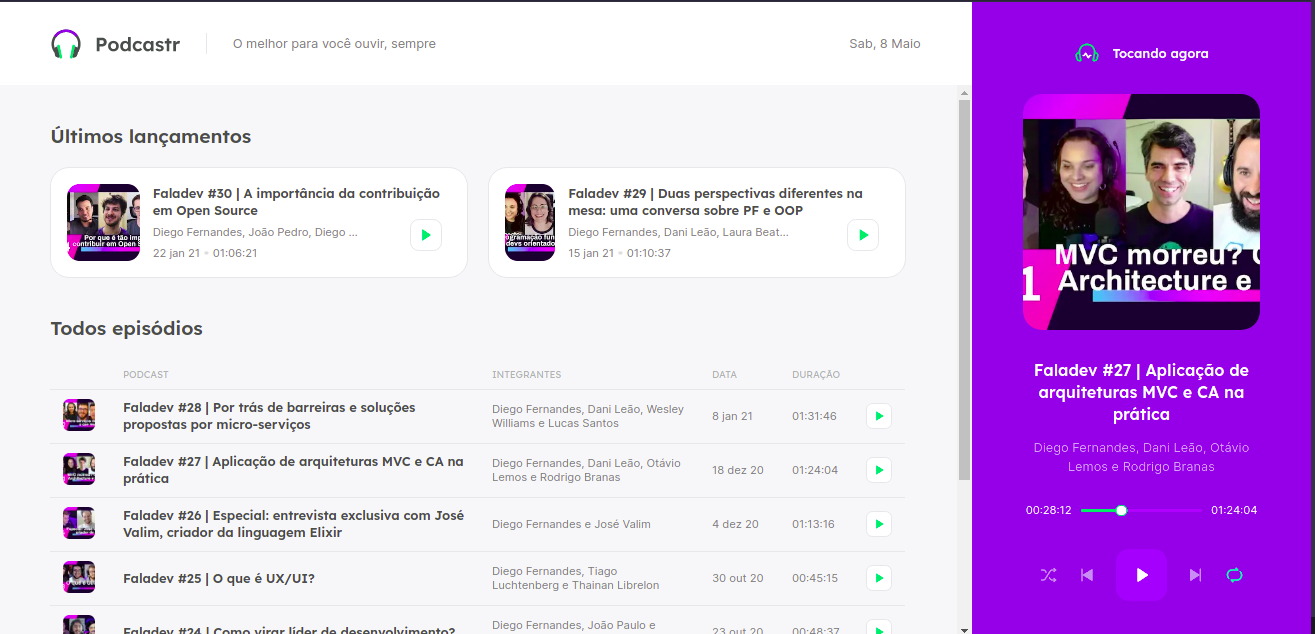 Podcastr
O melhor para você ouvir, sempre
Sab, 8 Maio
Últimos lançamentos
Faladev #30 | A importância da contribuição
em Open Source
Diego Fernandes, João Pedro, Diego ...
22 jan 21 • 01:06:21
Por que é tão imp
contribuir em Open S
Faladev #29 | Duas perspectivas diferentes na
mesa: uma conversa sobre PF e OOP
Diego Fernandes, Dani Leão, Laura Beat...
15 jan 21 • 01:10:37
ogramação fun
devs orientado
Todos episódios
PODCAST INTEGRANTES DATA DURAÇÃO
Faladev #28 | Por trás de barreiras e soluções
propostas por micro-serviços
Diego Fernandes, Dani Leão, Wesley
Williams e Lucas Santos
8 jan 21
01:31:46
Faladev #27 | Aplicação de arquiteturas MVC e CA na
prática
Diego Fernandes, Dani Leão, Otávio
Lemos e Rodrigo Branas
18 dez 20
01:24:04
Faladev #26 | Especial: entrevista exclusiva com José
Valim, criador da linguagem Elixir
Diego Fernandes e José Valim
4 dez 20
01:13:16
Faladev #25 | O que é UX/UI?
Diego Fernandes, Tiago
Luchtenberg e Thainan Librelon
30 out 20
00:45:15
Faladev #24 | Como virar líder de desenvolvimento?
Diego Fernandes, João Paulo e
23 out 20
00:48:37
Tocando agora
MVC morreu? C
1 Architecture e
Faladev #27 | Aplicação de
arquiteturas MVC e CA na
prática
Diego Fernandes, Dani Leão, Otávio
Lemos e Rodrigo Branas
00:28:12
01:24:04